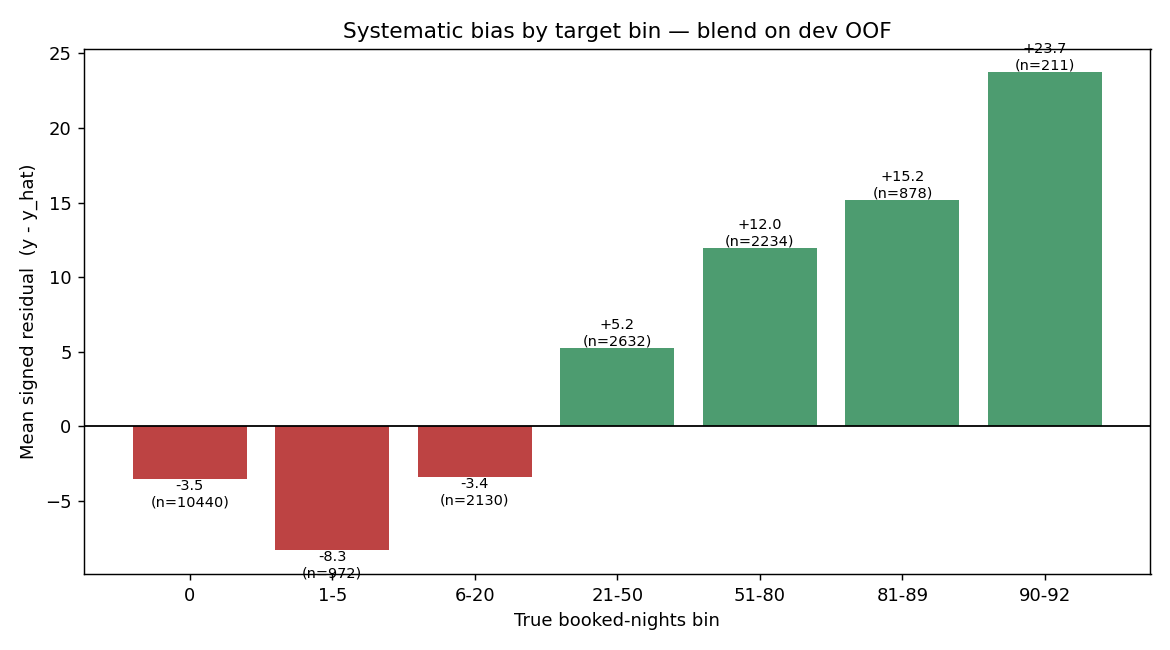 Systematic bias by target bin — blend on dev OOF
Mean signed residual  (y - y_hat)
25
20
15
10
5
0
−5
-3.5
(n=10440)
-8.3
(n=972)
-3.4
(n=2130)
+5.2
(n=2632)
+12.0
(n=2234)
+15.2
(n=878)
+23.7
(n=211)
0
1-5
6-20
21-50
51-80
81-89
90-92
True booked-nights bin